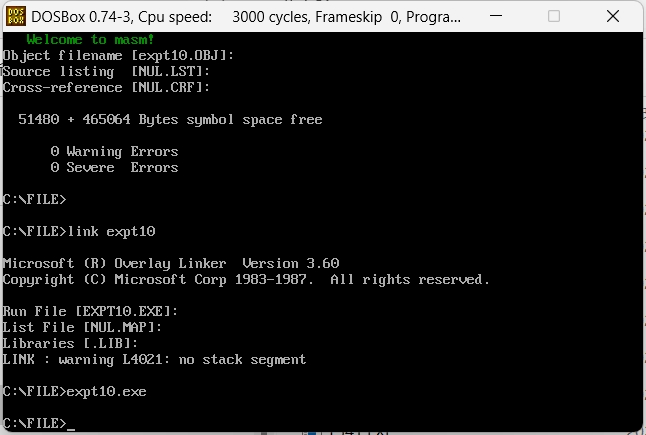 DOSBox 0.74-3, Cpu speed:    3000 cycles, Frameskip  0, Progra...
Welcome to masm!
Object filename [expt10.OBJ]:
Source listing  [NUL.LST]:
Cross-reference [NUL.CRF]:
51480 + 465064 Bytes symbol space free
0 Warning Errors
0 Severe  Errors
C:\FILE>
C:\FILE>link expt10
Microsoft (R) Overlay Linker  Version 3.60
Copyright (C) Microsoft Corp 1983-1987.  All rights reserved.
Run File [EXPT10.EXE]:
List File [NUL.MAP]:
Libraries [.LIB]:
LINK : warning L4021: no stack segment
C:\FILE>expt10.exe
C:\FILE>_